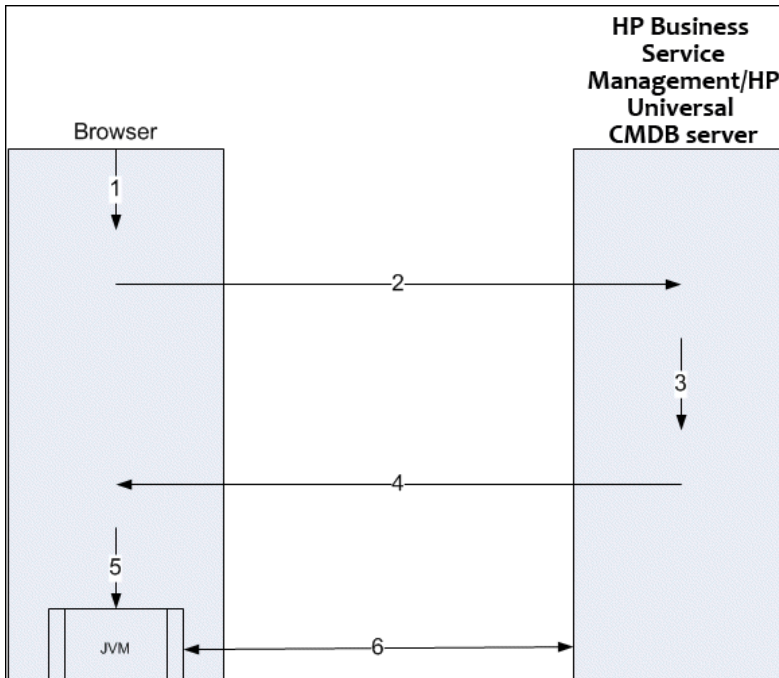 HP Business
Service
Management/HP
Universal
CMDB server
Browser
1
2
3
4
5
JVM
6